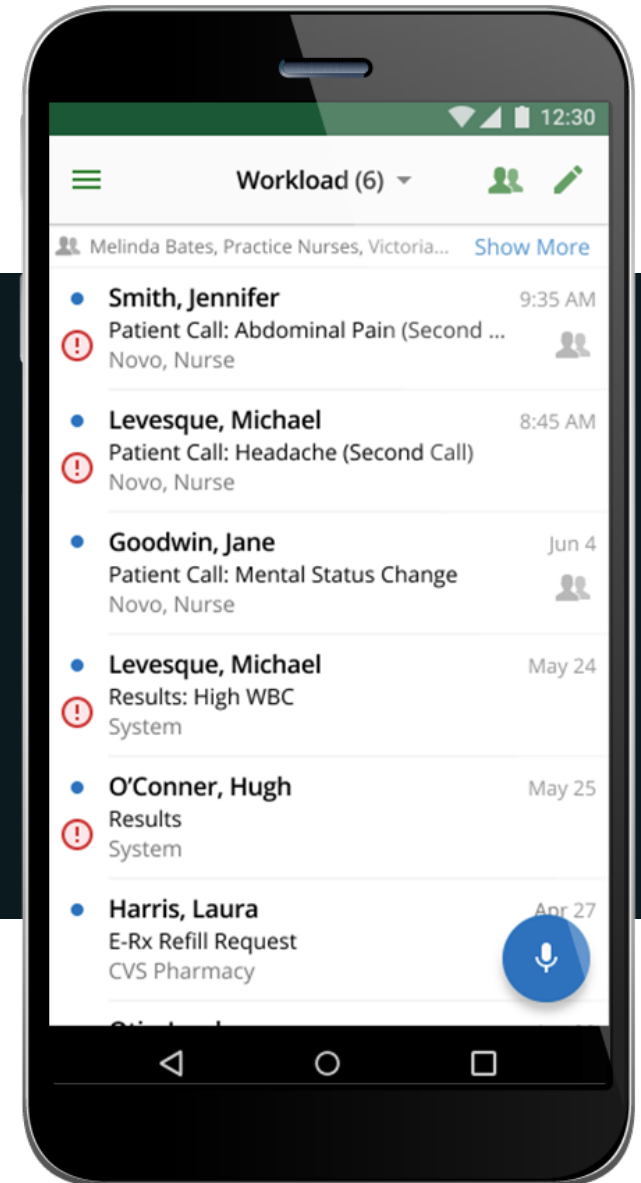 12:30
Workload (6)
Melinda Bates, Practice Nurses, Victoria... Show More
Smith, Jennifer 9:35 AM
Patient Call: Abdominal Pain (Second ...
Novo, Nurse
Levesque, Michael 8:45 AM
Patient Call: Headache (Second Call)
Novo, Nurse
Goodwin, Jane Jun 4
Patient Call: Mental Status Change
Novo, Nurse
Levesque, Michael May 24
Results: High WBC
System
O'Conner, Hugh May 25
Results
System
Harris, Laura Apr 27
E-Rx Refill Request
CVS Pharmacy